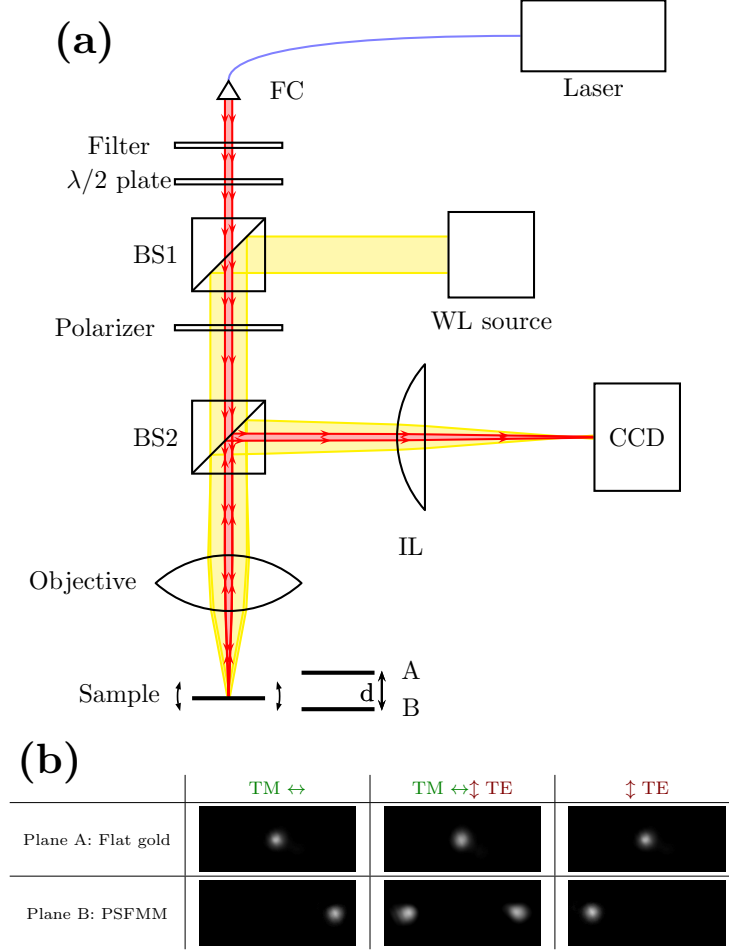 (a)
Laser
FC
Filter
λ/2 plate
BS1
WL source
Polarizer
BS2
CCD
IL
Objective
Sample
A
d
B
(b)
TM ↔
TM ↔↕ TE
↕ TE
Plane A: Flat gold
Plane B: PSFMM